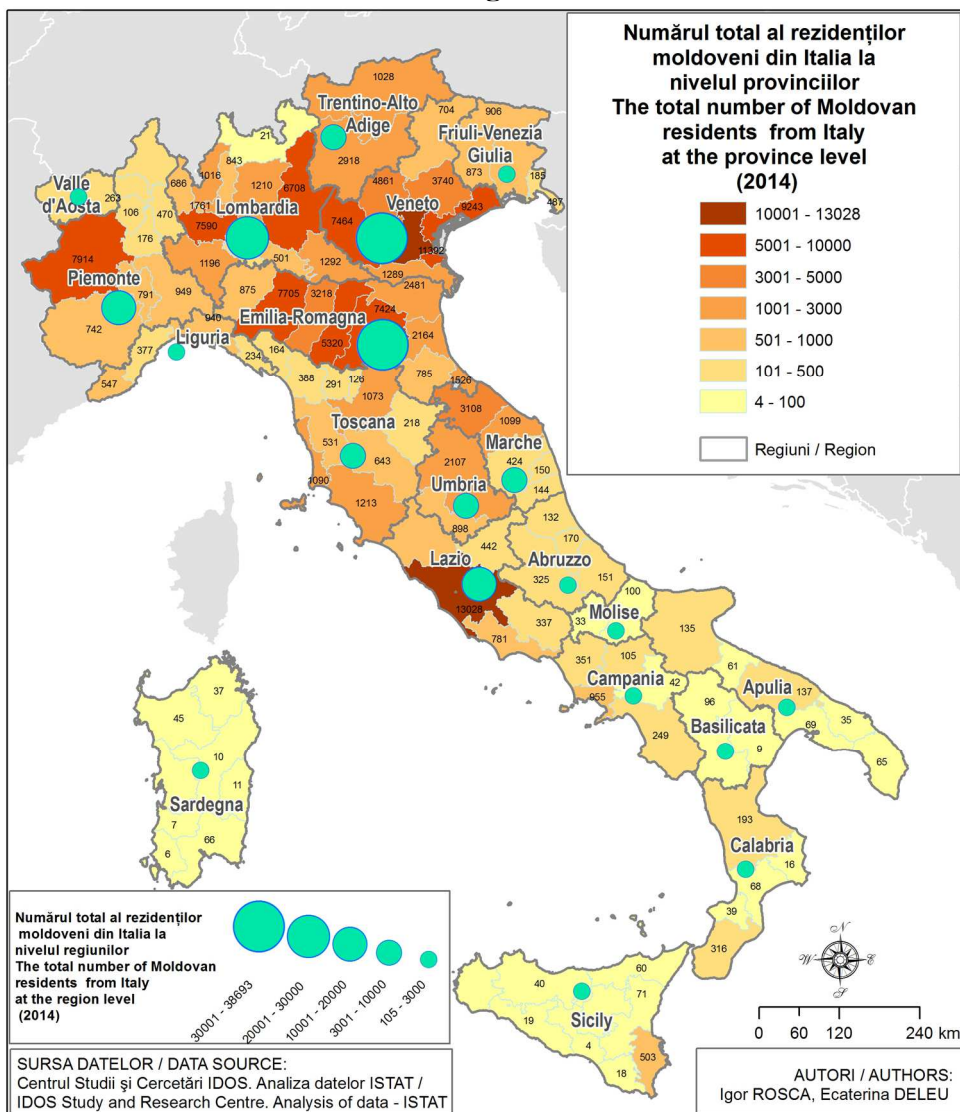 Numărul total al rezidenților
moldoveni din Italia la
nivelul provinciilor
The total number of Moldovan
residents from Italy
at the province level
(2014)
10001 - 13028
5001 - 10000
3001 - 5000
1001 - 3000
501 - 1000
101 - 500
4 - 100
Regiuni / Region
1028
Trentino-Alto
Adige
704
906
Friuli-Venezia
Giulia
21
843
1016
2918
873
185
487
Valle
d'Aosta
263
686
1210
6708
4861
3740
106
470
1761
Lombardia
Veneto
9243
7590
7464
176
11392
7914
1196
501
1292
1289
Piemonte
791
949
875
7705
3218
2481
742
940
Emilia-Romagna
7424
377
Liguria
5320
2164
234
164
547
388
291
126
785
1526
1073
3108
Toscana
218
1099
531
Marche
643
2107
424
150
1090
Umbria
144
1213
898
132
442
170
Lazio
Abruzzo
325
151
13028
100
337
33
Molise
781
135
351
105
61
Campania
42
137
Apulia
955
96
37
Basilicata
69
35
45
249
9
65
10
11
Sardegna
193
7
Calabria
16
66
6
68
39
316
60
40
71
Sicily
19
4
503
18
Numărul total al rezidenților
moldoveni din Italia la
nivelul regiunilor
The total number of Moldovan
residents from Italy
at the region level
(2014)
30001 - 38693
20001 - 30000
10001 - 20000
3001 - 10000
105 - 3000
N
W
E
S
0 60 120 240 km
SURSA DATELOR / DATA SOURCE:
Centrul Studii şi Cercetări IDOS. Analiza datelor ISTAT /
IDOS Study and Research Centre. Analysis of data - ISTAT
AUTORI / AUTHORS:
Igor ROSCA, Ecaterina DELEU